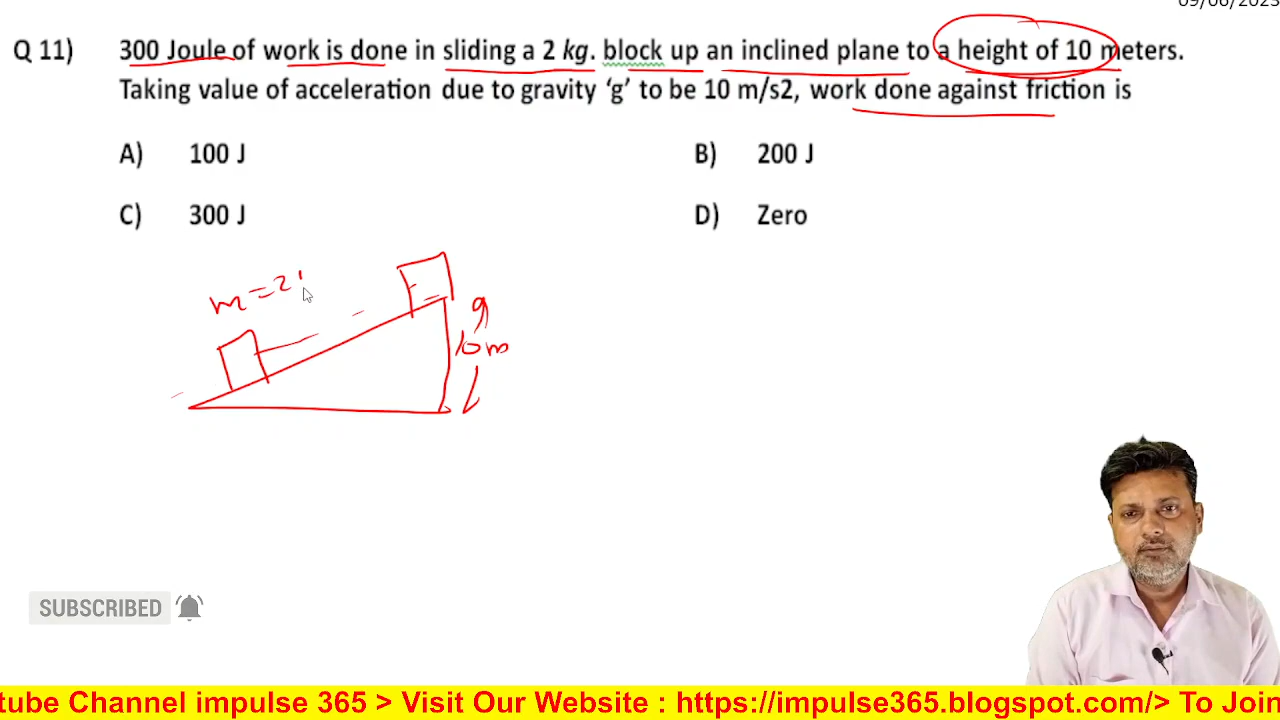 09/06/2023
Q 11) 300 Joule of work is done in sliding a 2 kg. block up an inclined plane to a height of 10 meters.
Taking value of acceleration due to gravity ‘g’ to be 10 m/s2, work done against friction is
A) 100 J B) 200 J
C) 300 J D) Zero
m = 2
10 m
SUBSCRIBED
tube Channel impulse 365 > Visit Our Website : https://impulse365.blogspot.com/> To Join